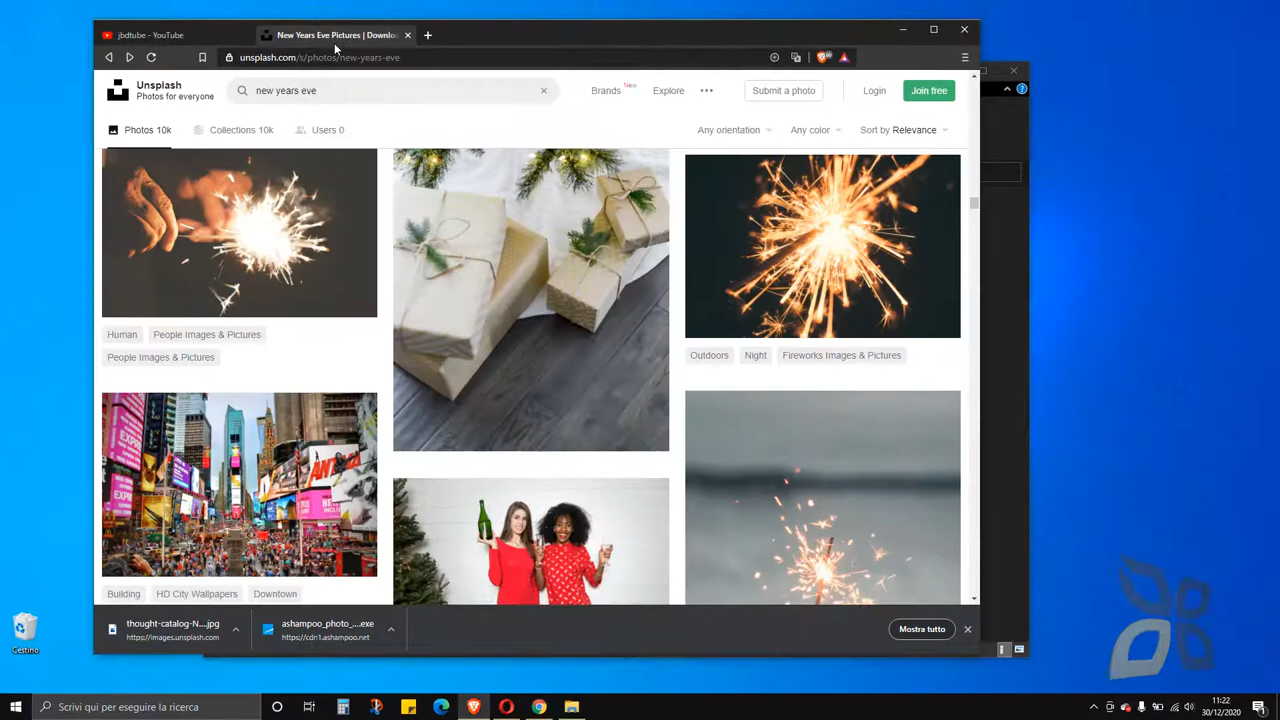 jbdtube - YouTube
New Years Eve Pictures | Downlo
unsplash.com/s/photos/new-years-eve
Unsplash
Photos for everyone
new years eve
Brands New
Explore
Submit a photo
Login
Join free
Photos 10k
Collections 10k
Users 0
Any orientation
Any color
Sort by Relevance
Human
People Images & Pictures
People Images & Pictures
Outdoors
Night
Fireworks Images & Pictures
Building
HD City Wallpapers
Downtown
thought-catalog-N....jpg
https://images.unsplash.com
ashampoo_photo_....exe
https://cdn1.ashampoo.net
Mostra tutto
Cestino
Scrivi qui per eseguire la ricerca
11:22
30/12/2020